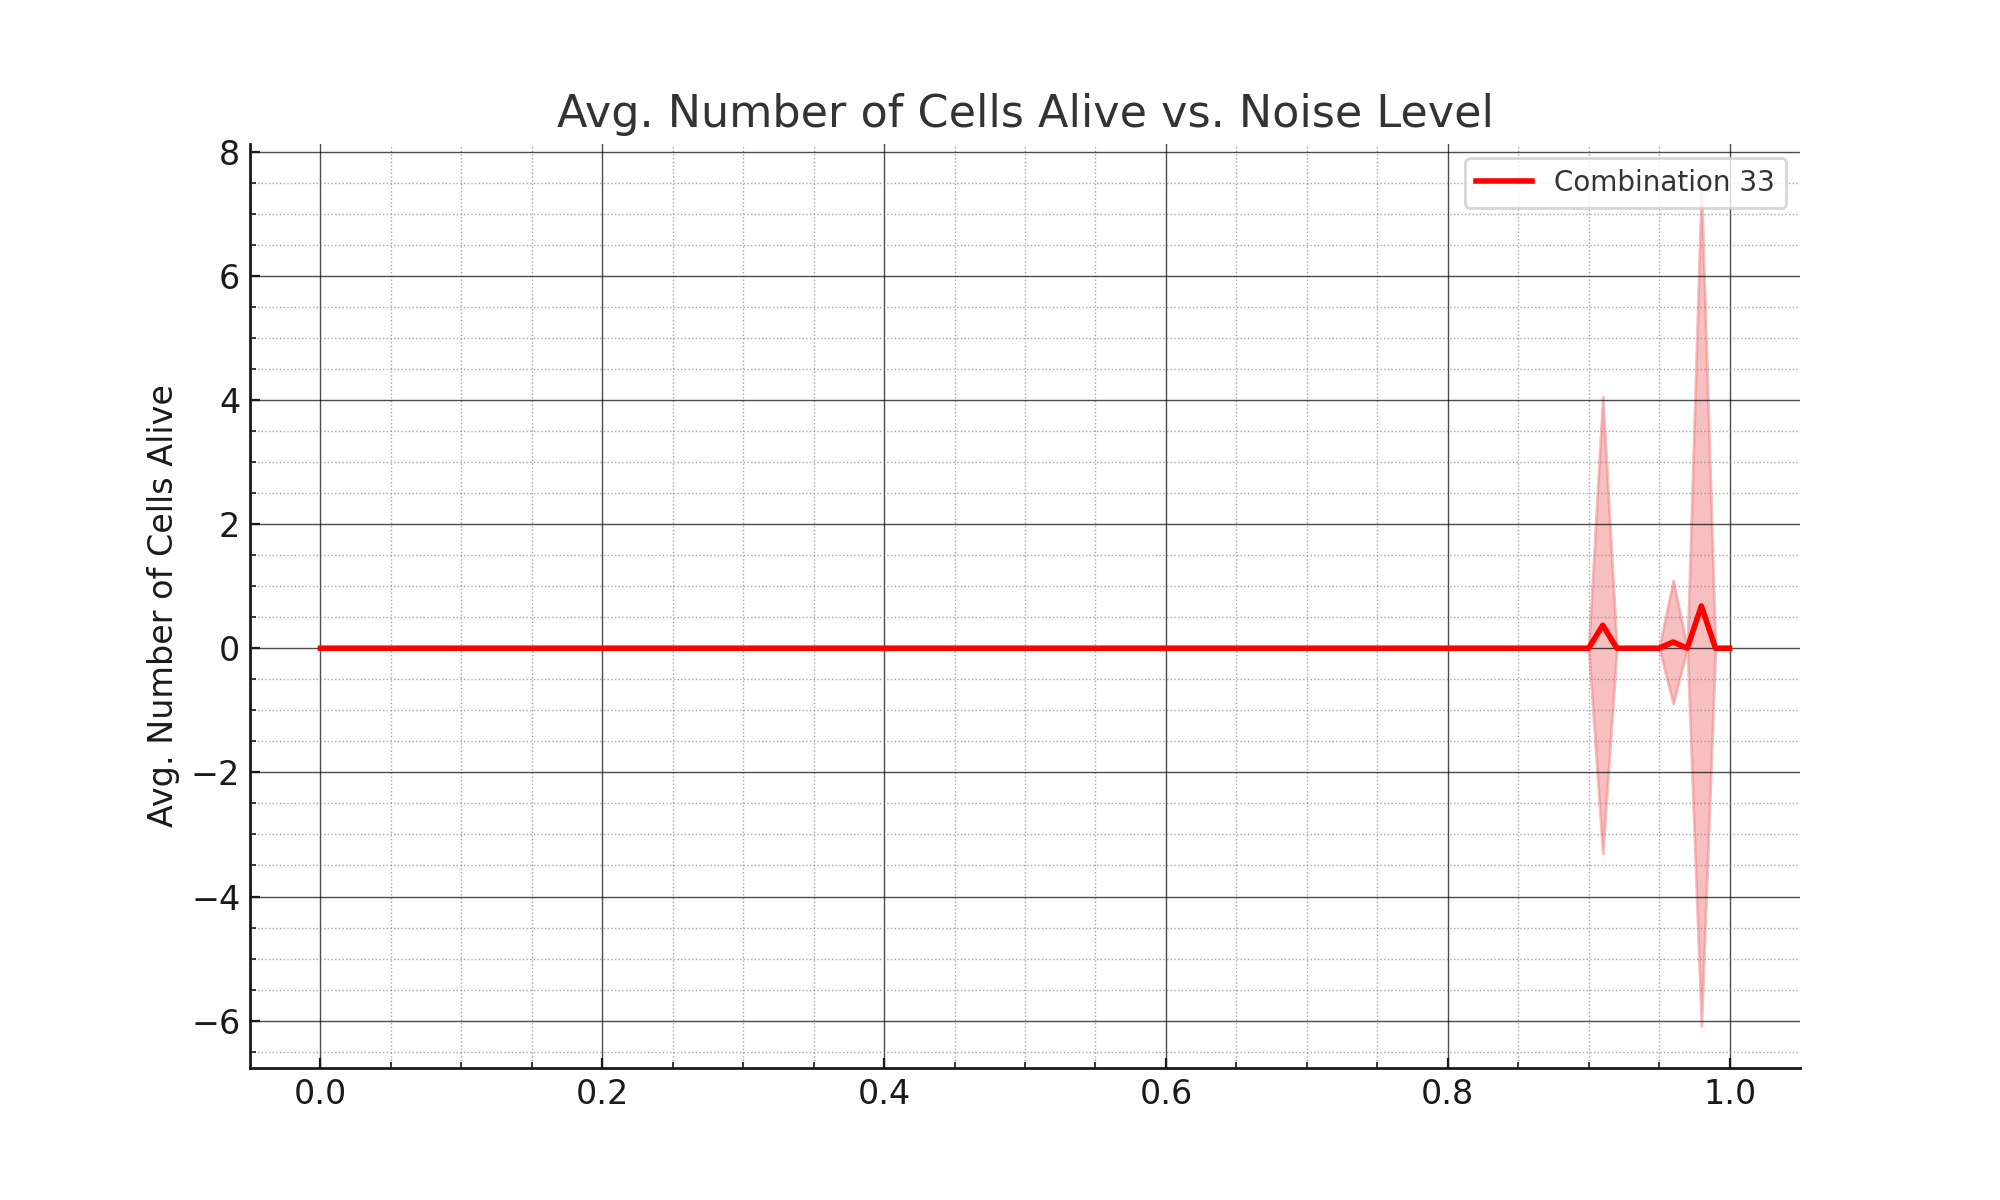 Avg. Number of Cells Alive vs. Noise Level
Combination 33
Avg. Number of Cells Alive
8
6
4
2
0
−2
−4
−6
0.0 0.2 0.4 0.6 0.8 1.0